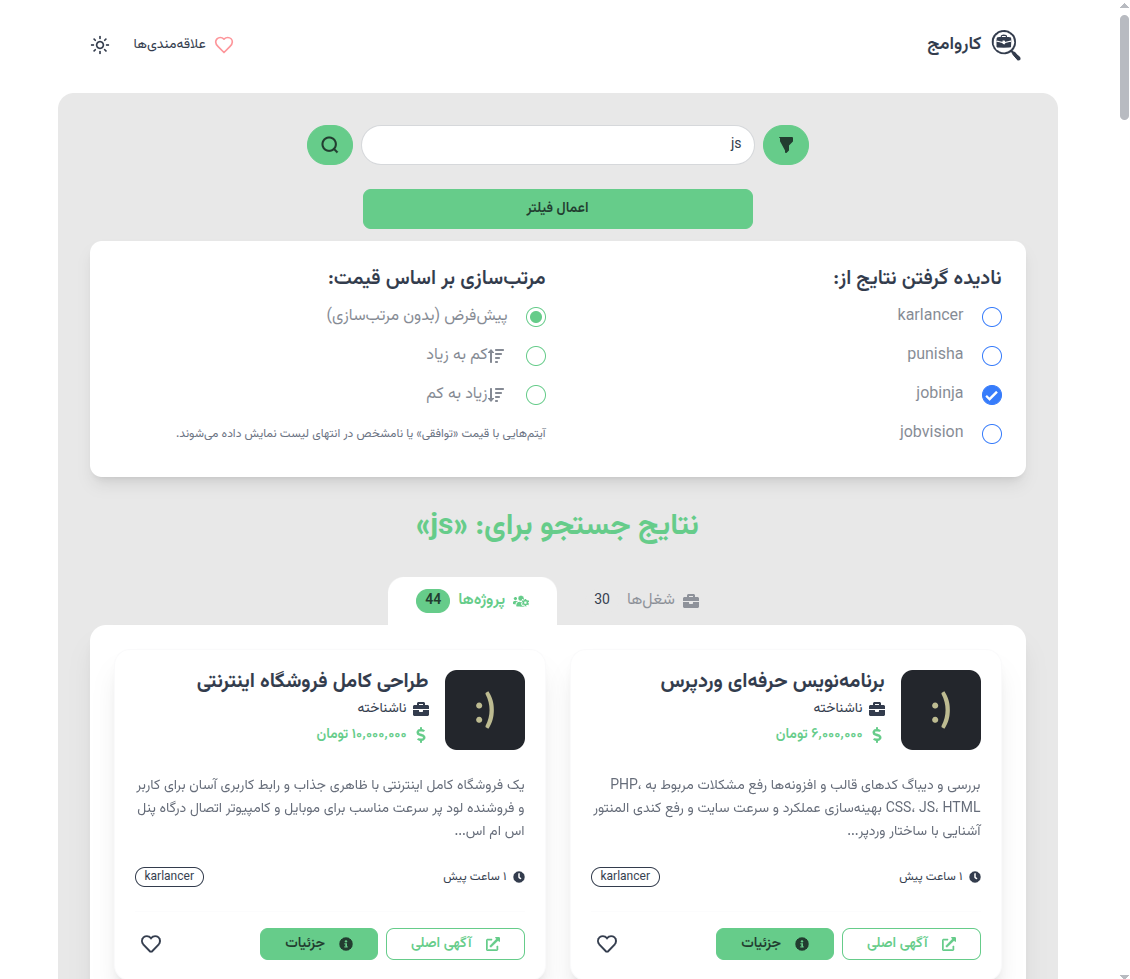 کاروامج
علاقه‌مندی‌ها
js
اعمال فیلتر
نادیده گرفتن نتایج از:
karlancer
punisha
jobinja
jobvision
مرتب‌سازی بر اساس قیمت:
پیش‌فرض (بدون مرتب‌سازی)
کم به زیاد
زیاد به کم
آیتم‌هایی با قیمت «توافقی» یا نامشخص در انتهای لیست نمایش داده می‌شوند.
نتایج جستجو برای: «js»
شغل‌ها 30
پروژه‌ها 44
برنامه‌نویس حرفه‌ای وردپرس
ناشناخته
۶,۰۰۰,۰۰۰ تومان
:)
بررسی و دیباگ کدهای قالب و افزونه‌ها رفع مشکلات مربوط به PHP،
CSS، JS، HTML بهینه‌سازی عملکرد و سرعت سایت و رفع کندی المنتور
آشنایی با ساختار وردپر...
۱ ساعت پیش
karlancer
آگهی اصلی
جزئیات
طراحی کامل فروشگاه اینترنتی
ناشناخته
۱۰,۰۰۰,۰۰۰ تومان
:)
یک فروشگاه کامل اینترنتی با ظاهری جذاب و رابط کاربری آسان برای کاربر
و فروشنده لود پر سرعت مناسب برای موبایل و کامپیوتر اتصال درگاه پنل
اس ام اس...
۱ ساعت پیش
karlancer
آگهی اصلی
جزئیات